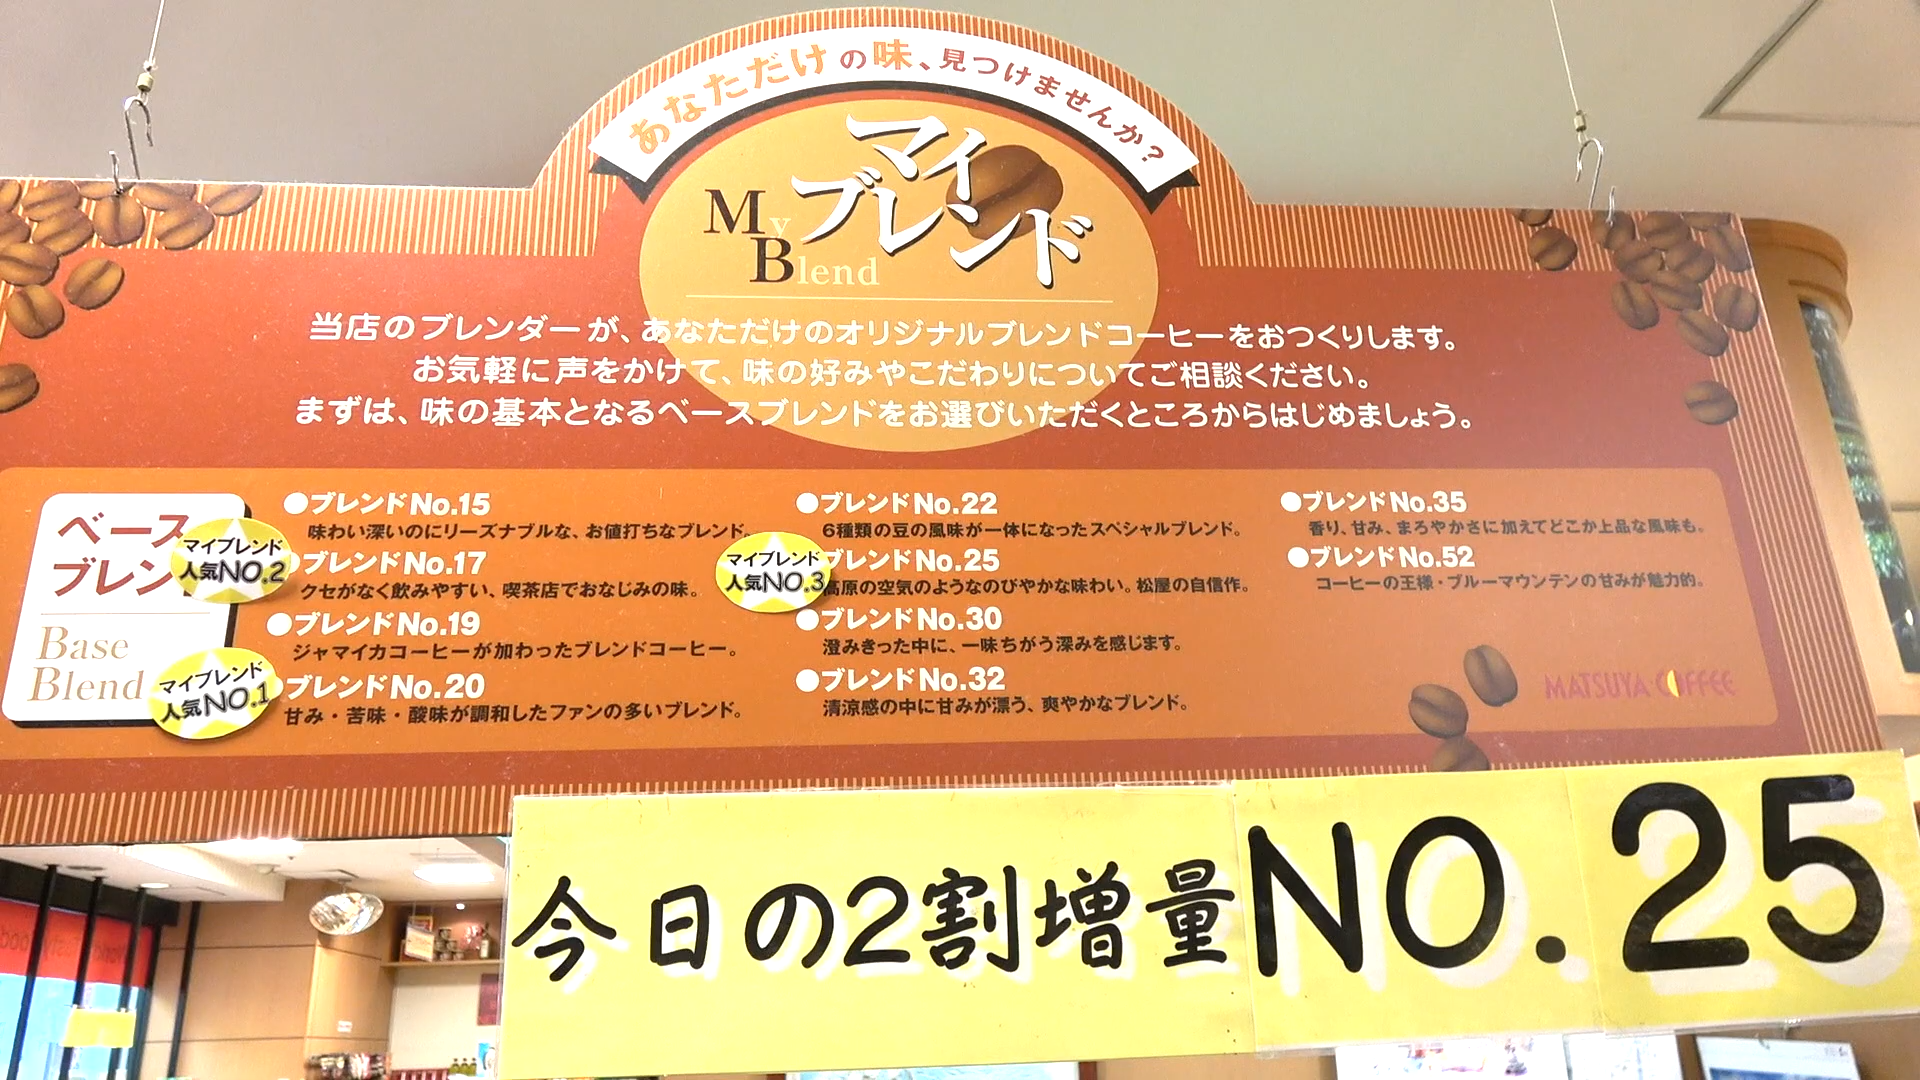 あなただけの味、見つけませんか?
マイ
ブレンド
My
Blend
当店のブレンダーが、あなただけのオリジナルブレンドコーヒーをおつくりします。
お気軽に声をかけて、味の好みやこだわりについてご相談ください。
まずは、味の基本となるベースブレンドをお選びいただくところからはじめましょう。
ベース
ブレン
Base
Blend
マイブレンド
人気NO.2
マイブレンド
人気NO.1
●ブレンドNo.15
味わい深いのにリーズナブルな、お値打ちなブレンド。
●ブレンドNo.17
クセがなく飲みやすい、喫茶店でおなじみの味。
●ブレンドNo.19
ジャマイカコーヒーが加わったブレンドコーヒー。
●ブレンドNo.20
甘み・苦味・酸味が調和したファンの多いブレンド。
マイブレンド
人気NO.3
●ブレンドNo.22
6種類の豆の風味が一体になったスペシャルブレンド。
ブレンドNo.25
高原の空気のようなのびやかな味わい。松屋の自信作。
●ブレンドNo.30
澄みきった中に、一味ちがう深みを感じます。
●ブレンドNo.32
清涼感の中に甘みが漂う、爽やかなブレンド。
●ブレンドNo.35
香り、甘み、まろやかさに加えてどこか上品な風味も。
●ブレンドNo.52
コーヒーの王様・ブルーマウンテンの甘みが魅力的。
MATSUYA COFFEE
今日の2割増量NO.25